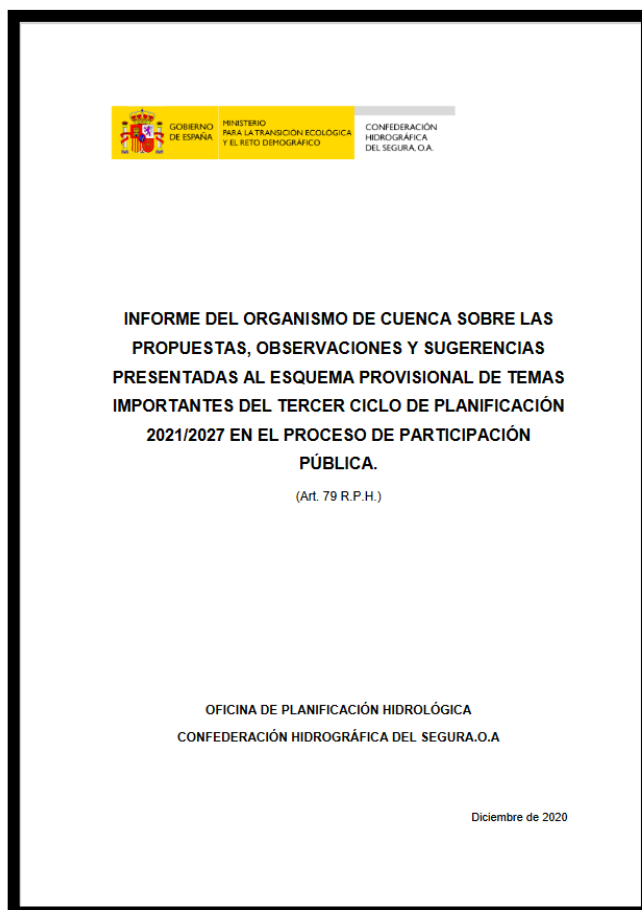 GOBIERNO
DE ESPAÑA
MINISTERIO
PARA LA TRANSICIÓN ECOLÓGICA
Y EL RETO DEMOGRÁFICO
CONFEDERACIÓN
HIDROGRÁFICA
DEL SEGURA, O.A.
INFORME DEL ORGANISMO DE CUENCA SOBRE LAS
PROPUESTAS, OBSERVACIONES Y SUGERENCIAS
PRESENTADAS AL ESQUEMA PROVISIONAL DE TEMAS
IMPORTANTES DEL TERCER CICLO DE PLANIFICACIÓN
2021/2027 EN EL PROCESO DE PARTICIPACIÓN
PÚBLICA.
(Art. 79 R.P.H.)
OFICINA DE PLANIFICACIÓN HIDROLÓGICA
CONFEDERACIÓN HIDROGRÁFICA DEL SEGURA.O.A
Diciembre de 2020